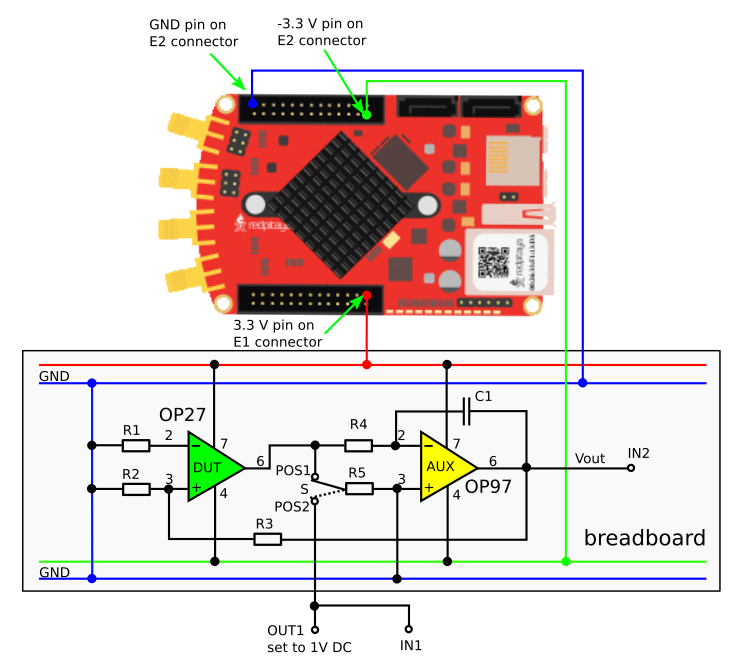 GND pin on
E2 connector
-3.3 V pin on
E2 connector
redpitaya
3.3 V pin on
E1 connector
GND
OP27
R1
2
7
DUT
6
R2
3
4
R3
POS1
S
POS2
R4
R5
C1
2
7
AUX
6
3
4
OP97
Vout
IN2
breadboard
GND
OUT1
set to 1V DC
IN1